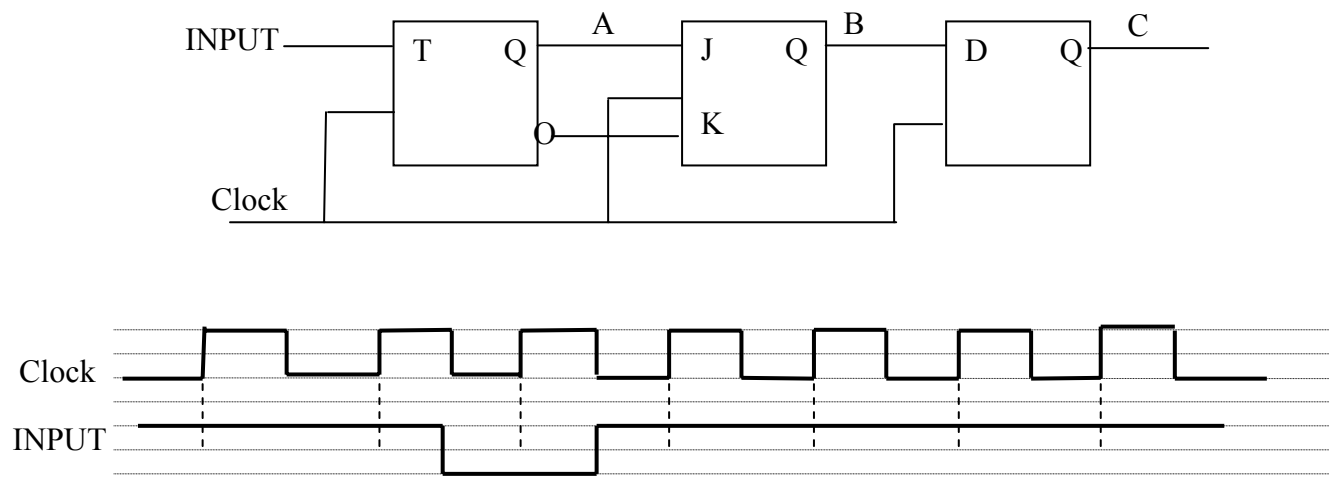 A B C
INPUT T Q J Q D Q
O K
Clock
Clock
INPUT